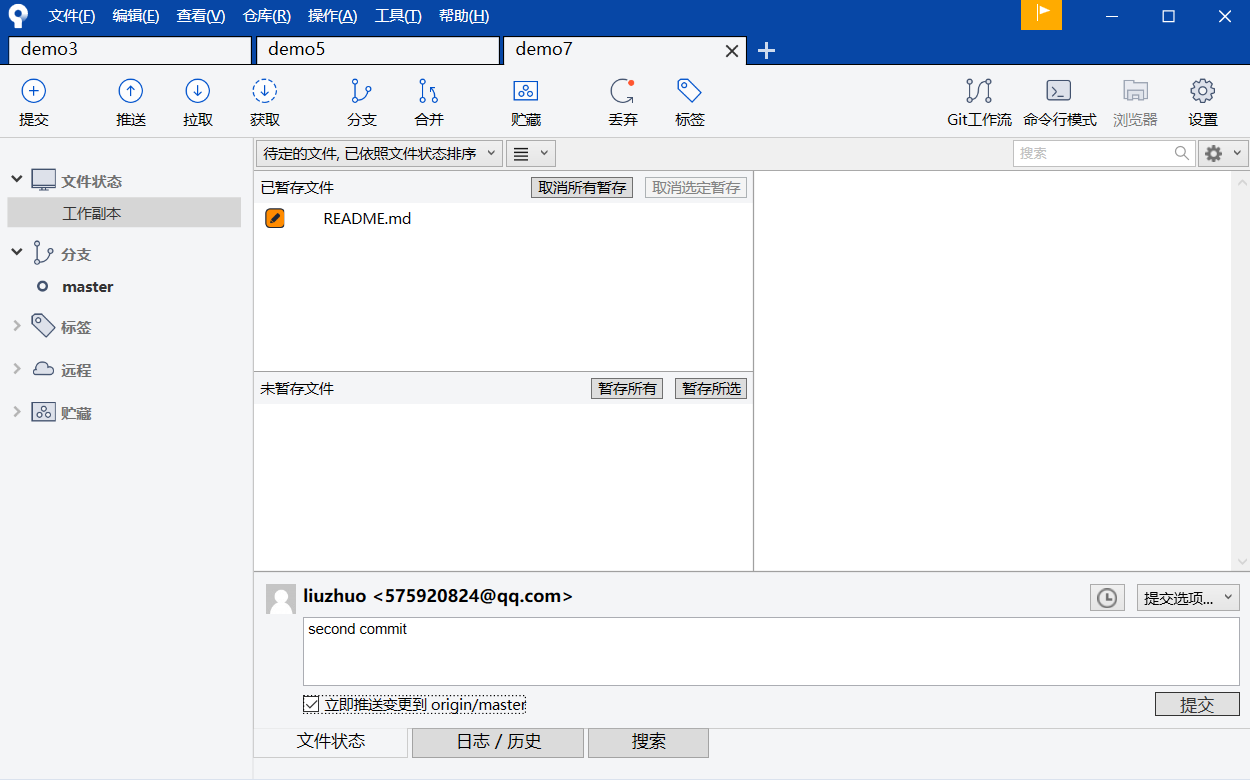 文件(F) 编辑(E) 查看(V) 仓库(R) 操作(A) 工具(T) 帮助(H)
demo3 demo5 demo7
提交 推送 拉取 获取 分支 合并 贮藏 丢弃 标签 Git工作流 命令行模式 浏览器 设置
待定的文件, 已依照文件状态排序 搜索
文件状态
工作副本
分支
master
标签
远程
贮藏
已暂存文件 取消所有暂存 取消选定暂存
README.md
未暂存文件 暂存所有 暂存所选
liuzhuo <575920824@qq.com> 提交选项...
second commit
立即推送变更到 origin/master 提交
文件状态 日志 / 历史 搜索